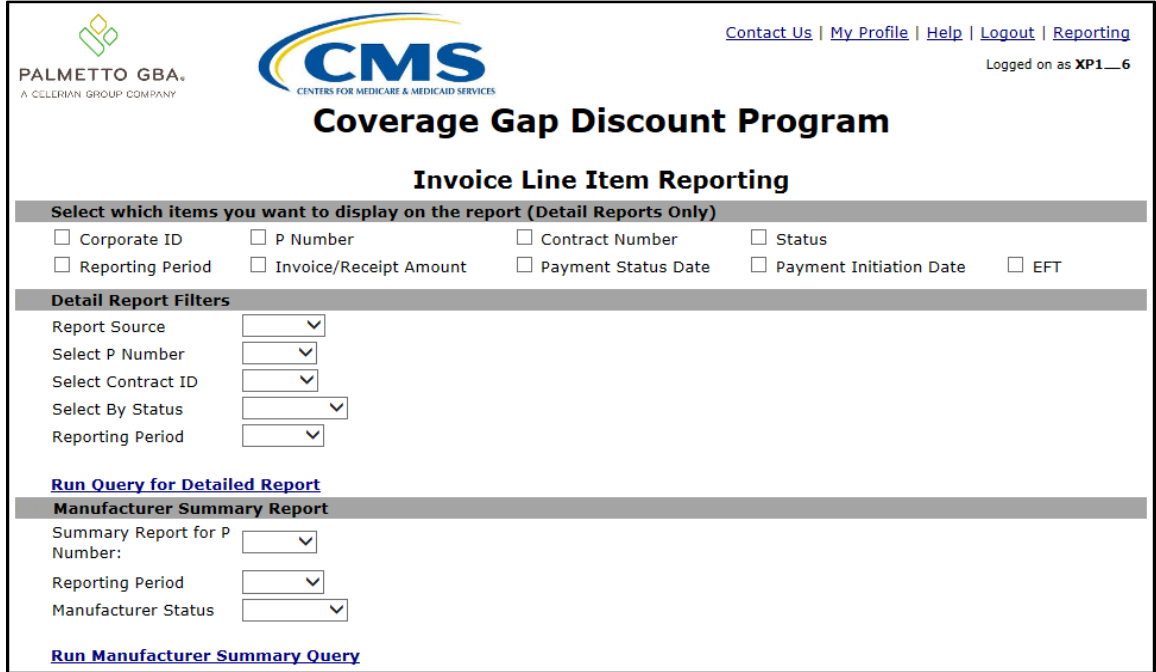 PALMETTO GBA.
A CELERIAN GROUP COMPANY
CMS
CENTERS FOR MEDICARE & MEDICAID SERVICES
Contact Us | My Profile | Help | Logout | Reporting
Logged on as XP1__6
Coverage Gap Discount Program
Invoice Line Item Reporting
Select which items you want to display on the report (Detail Reports Only)
Corporate ID P Number Contract Number Status
Reporting Period Invoice/Receipt Amount Payment Status Date Payment Initiation Date EFT
Detail Report Filters
Report Source
Select P Number
Select Contract ID
Select By Status
Reporting Period
Run Query for Detailed Report
Manufacturer Summary Report
Summary Report for P
Number:
Reporting Period
Manufacturer Status
Run Manufacturer Summary Query